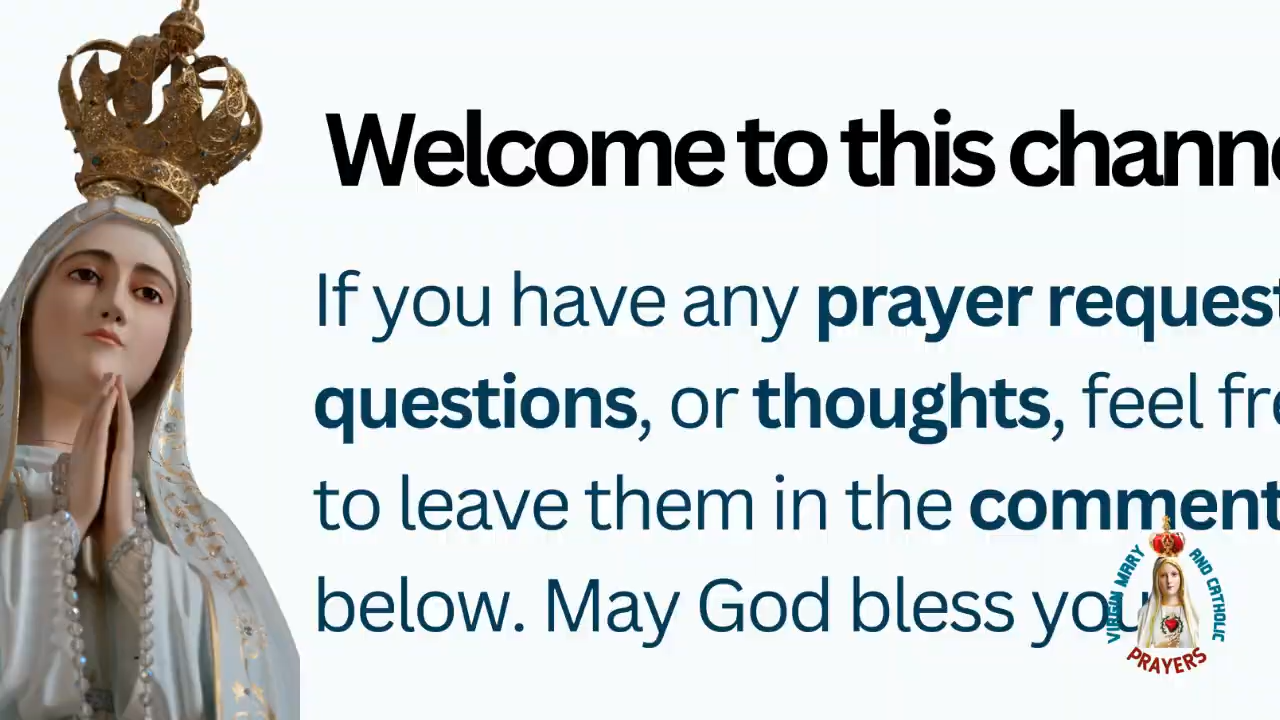 Welcome to this channe
If you have any prayer request
questions, or thoughts, feel fre
to leave them in the comment
below. May God bless you
VIRGIN MARY
AND CATHOLIC
PRAYERS